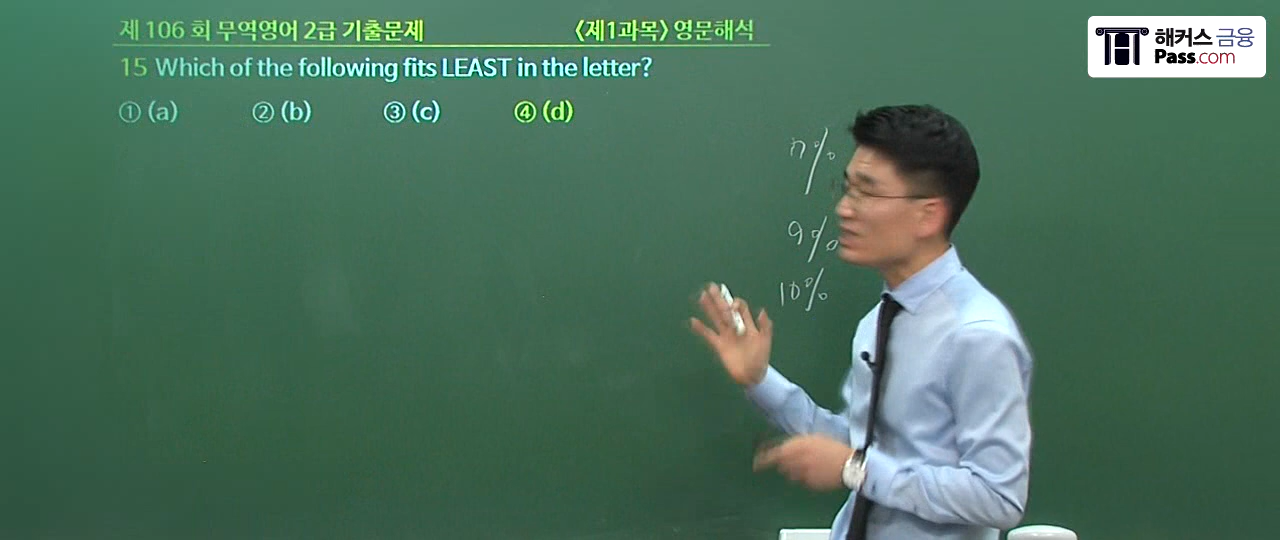 제 106 회 무역영어 2급 기출문제 〈제1과목〉 영문해석
15 Which of the following fits LEAST in the letter?
① (a) ② (b) ③ (c) ④ (d)
해커스 금융
Pass.com
9%
10%